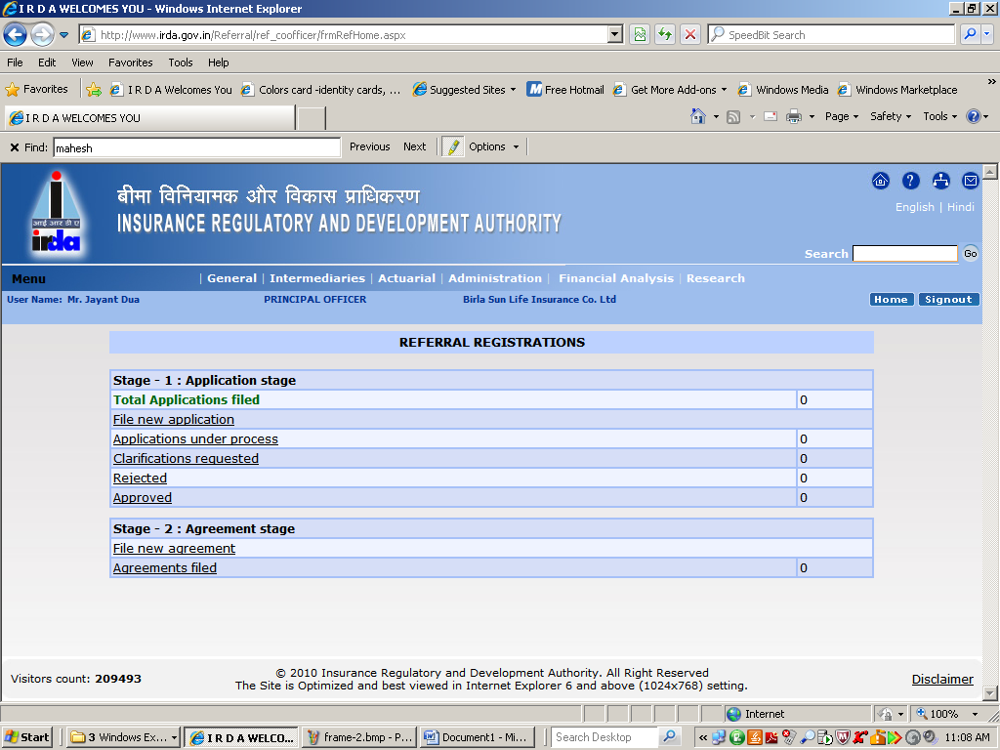 I R D A WELCOMES YOU - Windows Internet Explorer
http://www.irda.gov.in/Referral/ref_coofficer/frmRefHome.aspx
SpeedBit Search
File Edit View Favorites Tools Help
Favorites I R D A Welcomes You Colors card -identity cards, ... Suggested Sites Free Hotmail Get More Add-ons Windows Media Windows Marketplace »
I R D A WELCOMES YOU Page Safety Tools
Find: mahesh Previous Next Options
बीमा विनियामक और विकास प्राधिकरण
INSURANCE REGULATORY AND DEVELOPMENT AUTHORITY
आई आर डी ए
irda
English | Hindi
Search Go
Menu | General | Intermediaries | Actuarial | Administration | Financial Analysis | Research
User Name: Mr. Jayant Dua PRINCIPAL OFFICER Birla Sun Life Insurance Co. Ltd Home Signout
REFERRAL REGISTRATIONS
Stage - 1 : Application stage
Total Applications filed 0
File new application
Applications under process 0
Clarifications requested 0
Rejected 0
Approved 0
Stage - 2 : Agreement stage
File new agreement
Agreements filed 0
Visitors count: 209493
© 2010 Insurance Regulatory and Development Authority. All Right Reserved
The Site is Optimized and best viewed in Internet Explorer 6 and above (1024x768) setting.
Disclaimer
Internet 100%
Start 3 Windows Ex... I R D A WELCO... frame-2.bmp - P... Document1 - Mi... Search Desktop « 11:08 AM